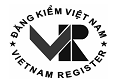 ĐĂNG KIỂM VIỆT NAM
VR
VIETNAM REGISTER